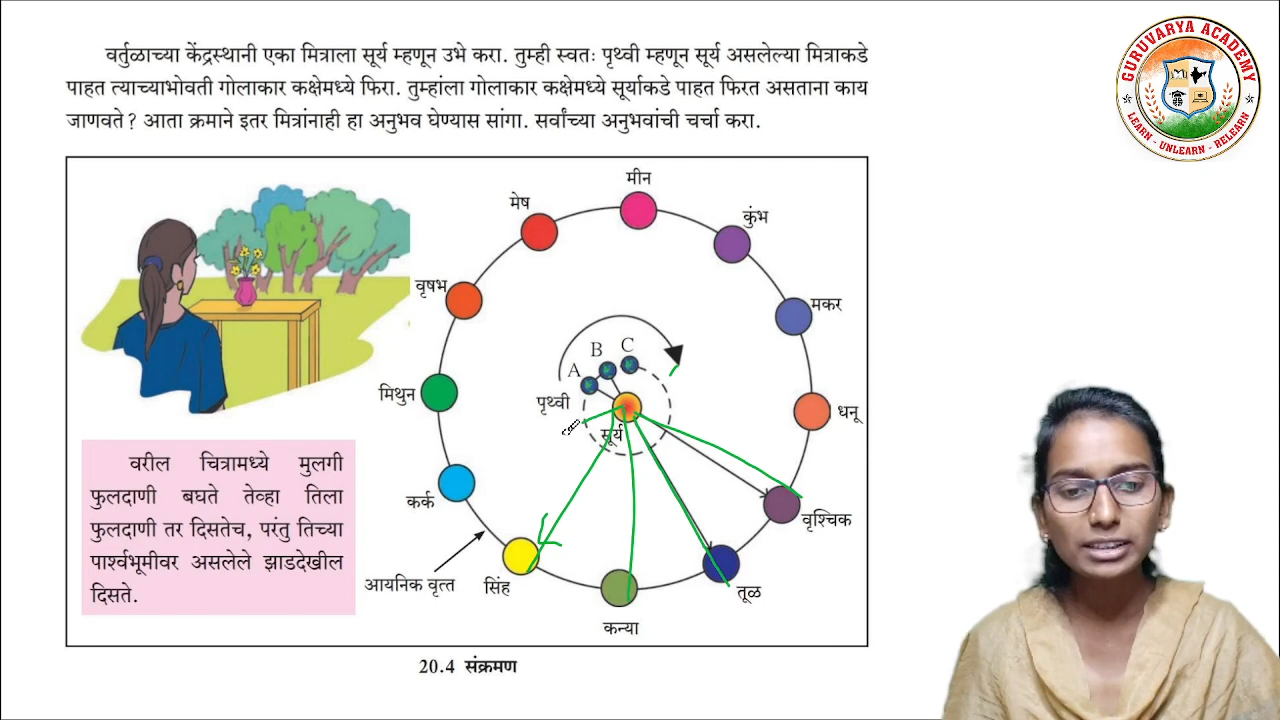 वर्तुळाच्या केंद्रस्थानी एका मित्राला सूर्य म्हणून उभे करा. तुम्ही स्वतः पृथ्वी म्हणून सूर्य असलेल्या मित्राकडे
पाहत त्याच्याभोवती गोलाकार कक्षेमध्ये फिरा. तुम्हांला गोलाकार कक्षेमध्ये सूर्याकडे पाहत फिरत असताना काय
जाणवते? आता क्रमाने इतर मित्रांनाही हा अनुभव घेण्यास सांगा. सर्वांच्या अनुभवांची चर्चा करा.
GURUVARYA ACADEMY
LEARN - UNLEARN - RELEARN
मीन
मेष
कुंभ
वृषभ
मकर
C
B
A
मिथुन
पृथ्वी
धनू
सूर्य
वरील चित्रामध्ये मुलगी
फुलदाणी बघते तेव्हा तिला
फुलदाणी तर दिसतेच, परंतु तिच्या
पार्श्वभूमीवर असलेले झाडदेखील
दिसते.
कर्क
वृश्चिक
आयनिक वृत्त
सिंह
तूळ
कन्या
20.4 संक्रमण